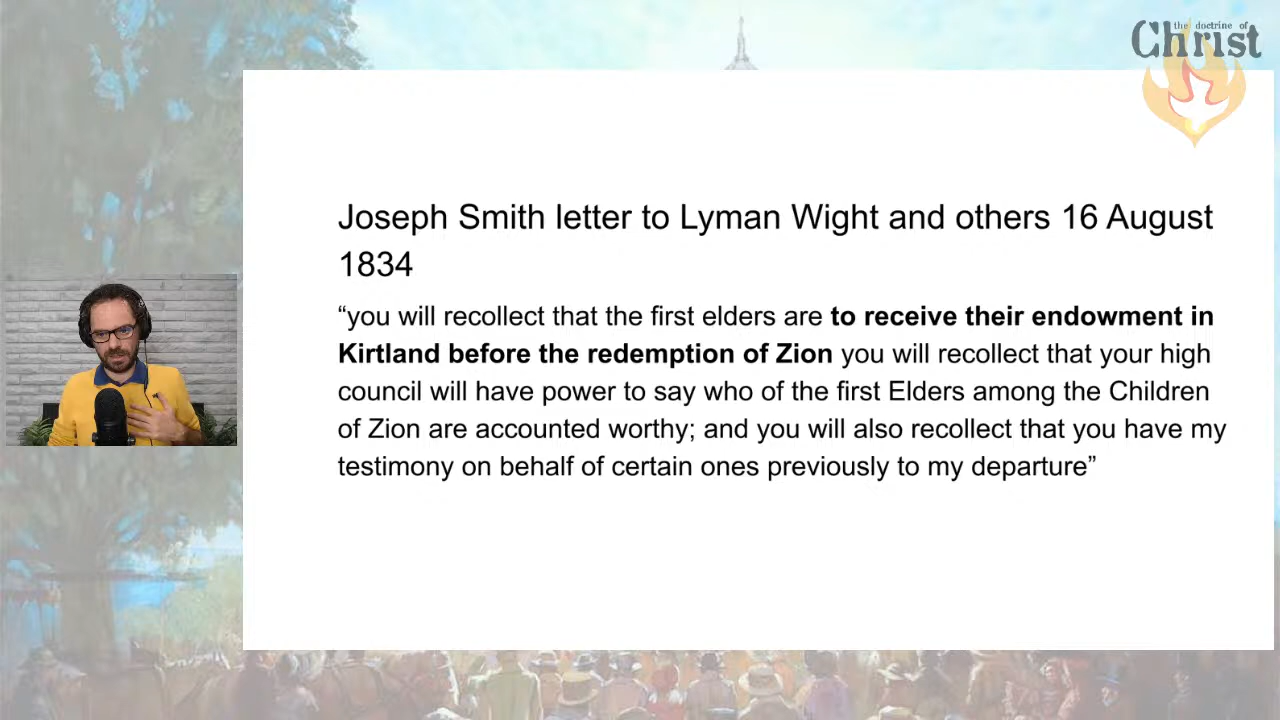 the doctrine of
Christ
Joseph Smith letter to Lyman Wight and others 16 August
1834
“you will recollect that the first elders are to receive their endowment in
Kirtland before the redemption of Zion you will recollect that your high
council will have power to say who of the first Elders among the Children
of Zion are accounted worthy; and you will also recollect that you have my
testimony on behalf of certain ones previously to my departure”